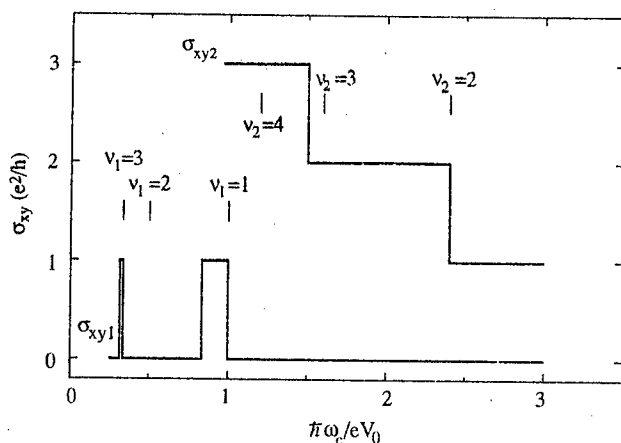 σxy2
ν2=3
ν2=2
ν2=4
ν1=3
ν1=2
ν1=1
σxy1
σxy (e²/h)
3
2
1
0
0
1
2
3
ħωc/eV0